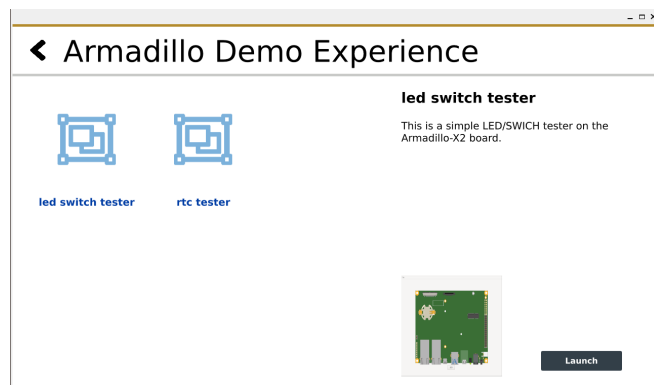 Armadillo Demo Experience
led switch tester
This is a simple LED/SWICH tester on the
Armadillo-X2 board.
led switch tester
rtc tester
Launch